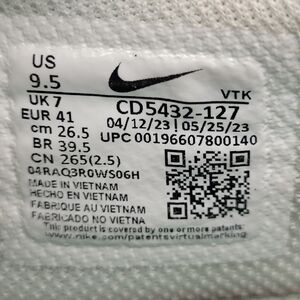 US
9.5
VTK
UK 7
CD5432-127
EUR 41
04/12/23 | 05/25/23
cm 26.5
UPC 00196607800140
BR 39.5
CN 265(2.5)
04RAQ3R0WS06H
MADE IN VIETNAM
HECHO EN VIETNAM
FABRIQUE AU VIETNAM
FABRICADO NO VIETNA
This product is covered by one or more patents
www.nike.com/patentsvirtualmarking